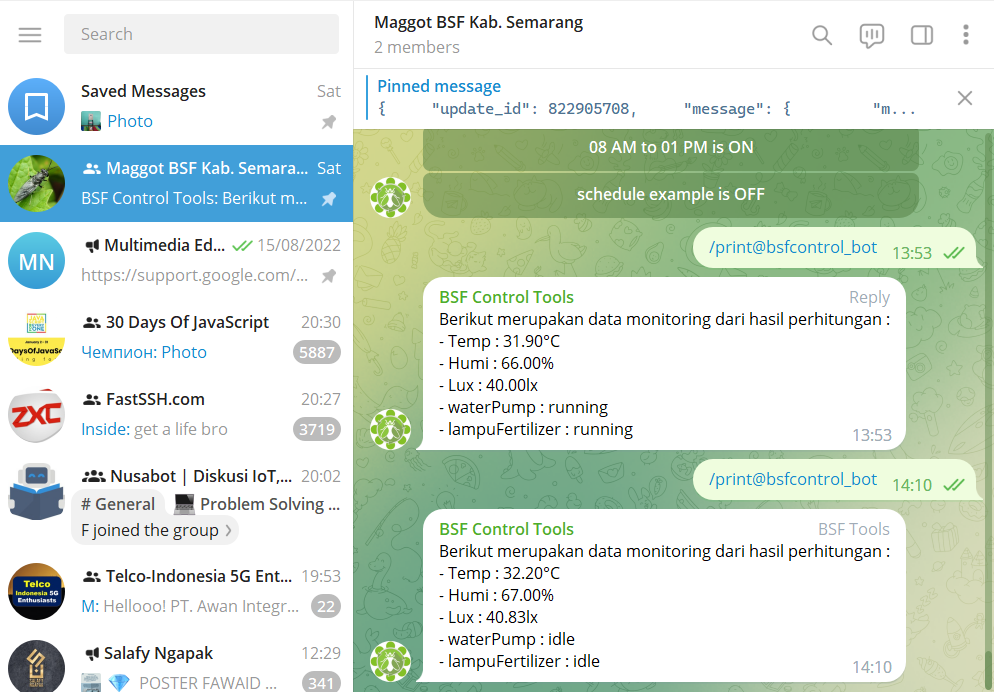 Search
Saved Messages
Sat
Photo
Maggot BSF Kab. Semara...
Sat
BSF Control Tools: Berikut m...
MN
Multimedia Ed...
15/08/2022
https://support.google.com/...
30 Days Of JavaScript
20:30
Чемпион: Photo
5887
ZXC
FastSSH.com
20:27
Inside: get a life bro
3719
Nusabot | Diskusi IoT,...
20:02
# General
Problem Solving ...
F joined the group
Telco
Indonesia 5G
Enthusiasts
Telco-Indonesia 5G Ent...
19:53
M: Hellooo! PT. Awan Integr...
22
Salafy Ngapak
12:29
POSTER FAWAID ...
341
Maggot BSF Kab. Semarang
2 members
Pinned message
{ "update_id": 822905708, "message": { "m...
08 AM to 01 PM is ON
schedule example is OFF
/print@bsfcontrol_bot
13:53
BSF Control Tools
Reply
Berikut merupakan data monitoring dari hasil perhitungan :
- Temp : 31.90°C
- Humi : 66.00%
- Lux : 40.00lx
- waterPump : running
- lampuFertilizer : running
13:53
/print@bsfcontrol_bot
14:10
BSF Control Tools
BSF Tools
Berikut merupakan data monitoring dari hasil perhitungan :
- Temp : 32.20°C
- Humi : 67.00%
- Lux : 40.83lx
- waterPump : idle
- lampuFertilizer : idle
14:10